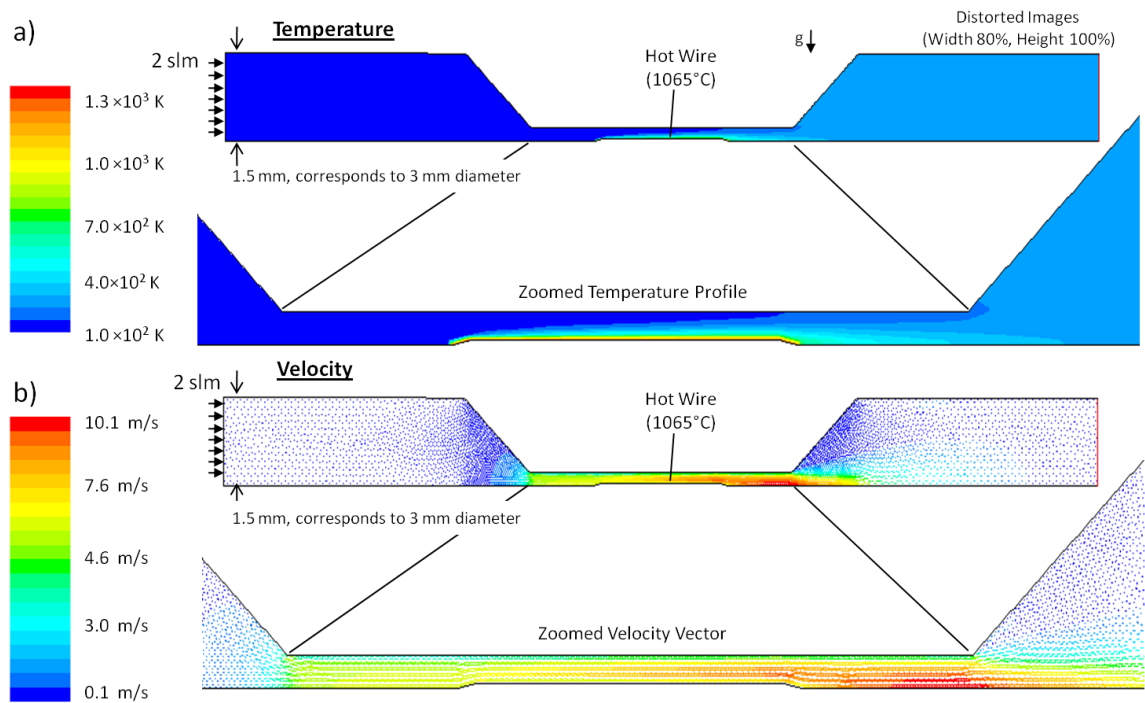 a)
Temperature
g
Distorted Images
(Width 80%, Height 100%)
2 slm
Hot Wire
(1065°C)
1.3 ×10³ K
1.0 ×10³ K
7.0 ×10² K
4.0×10² K
1.0 ×10² K
1.5 mm, corresponds to 3 mm diameter
Zoomed Temperature Profile
b)
Velocity
2 slm
Hot Wire
(1065°C)
10.1 m/s
7.6 m/s
4.6 m/s
3.0 m/s
0.1 m/s
1.5 mm, corresponds to 3 mm diameter
Zoomed Velocity Vector